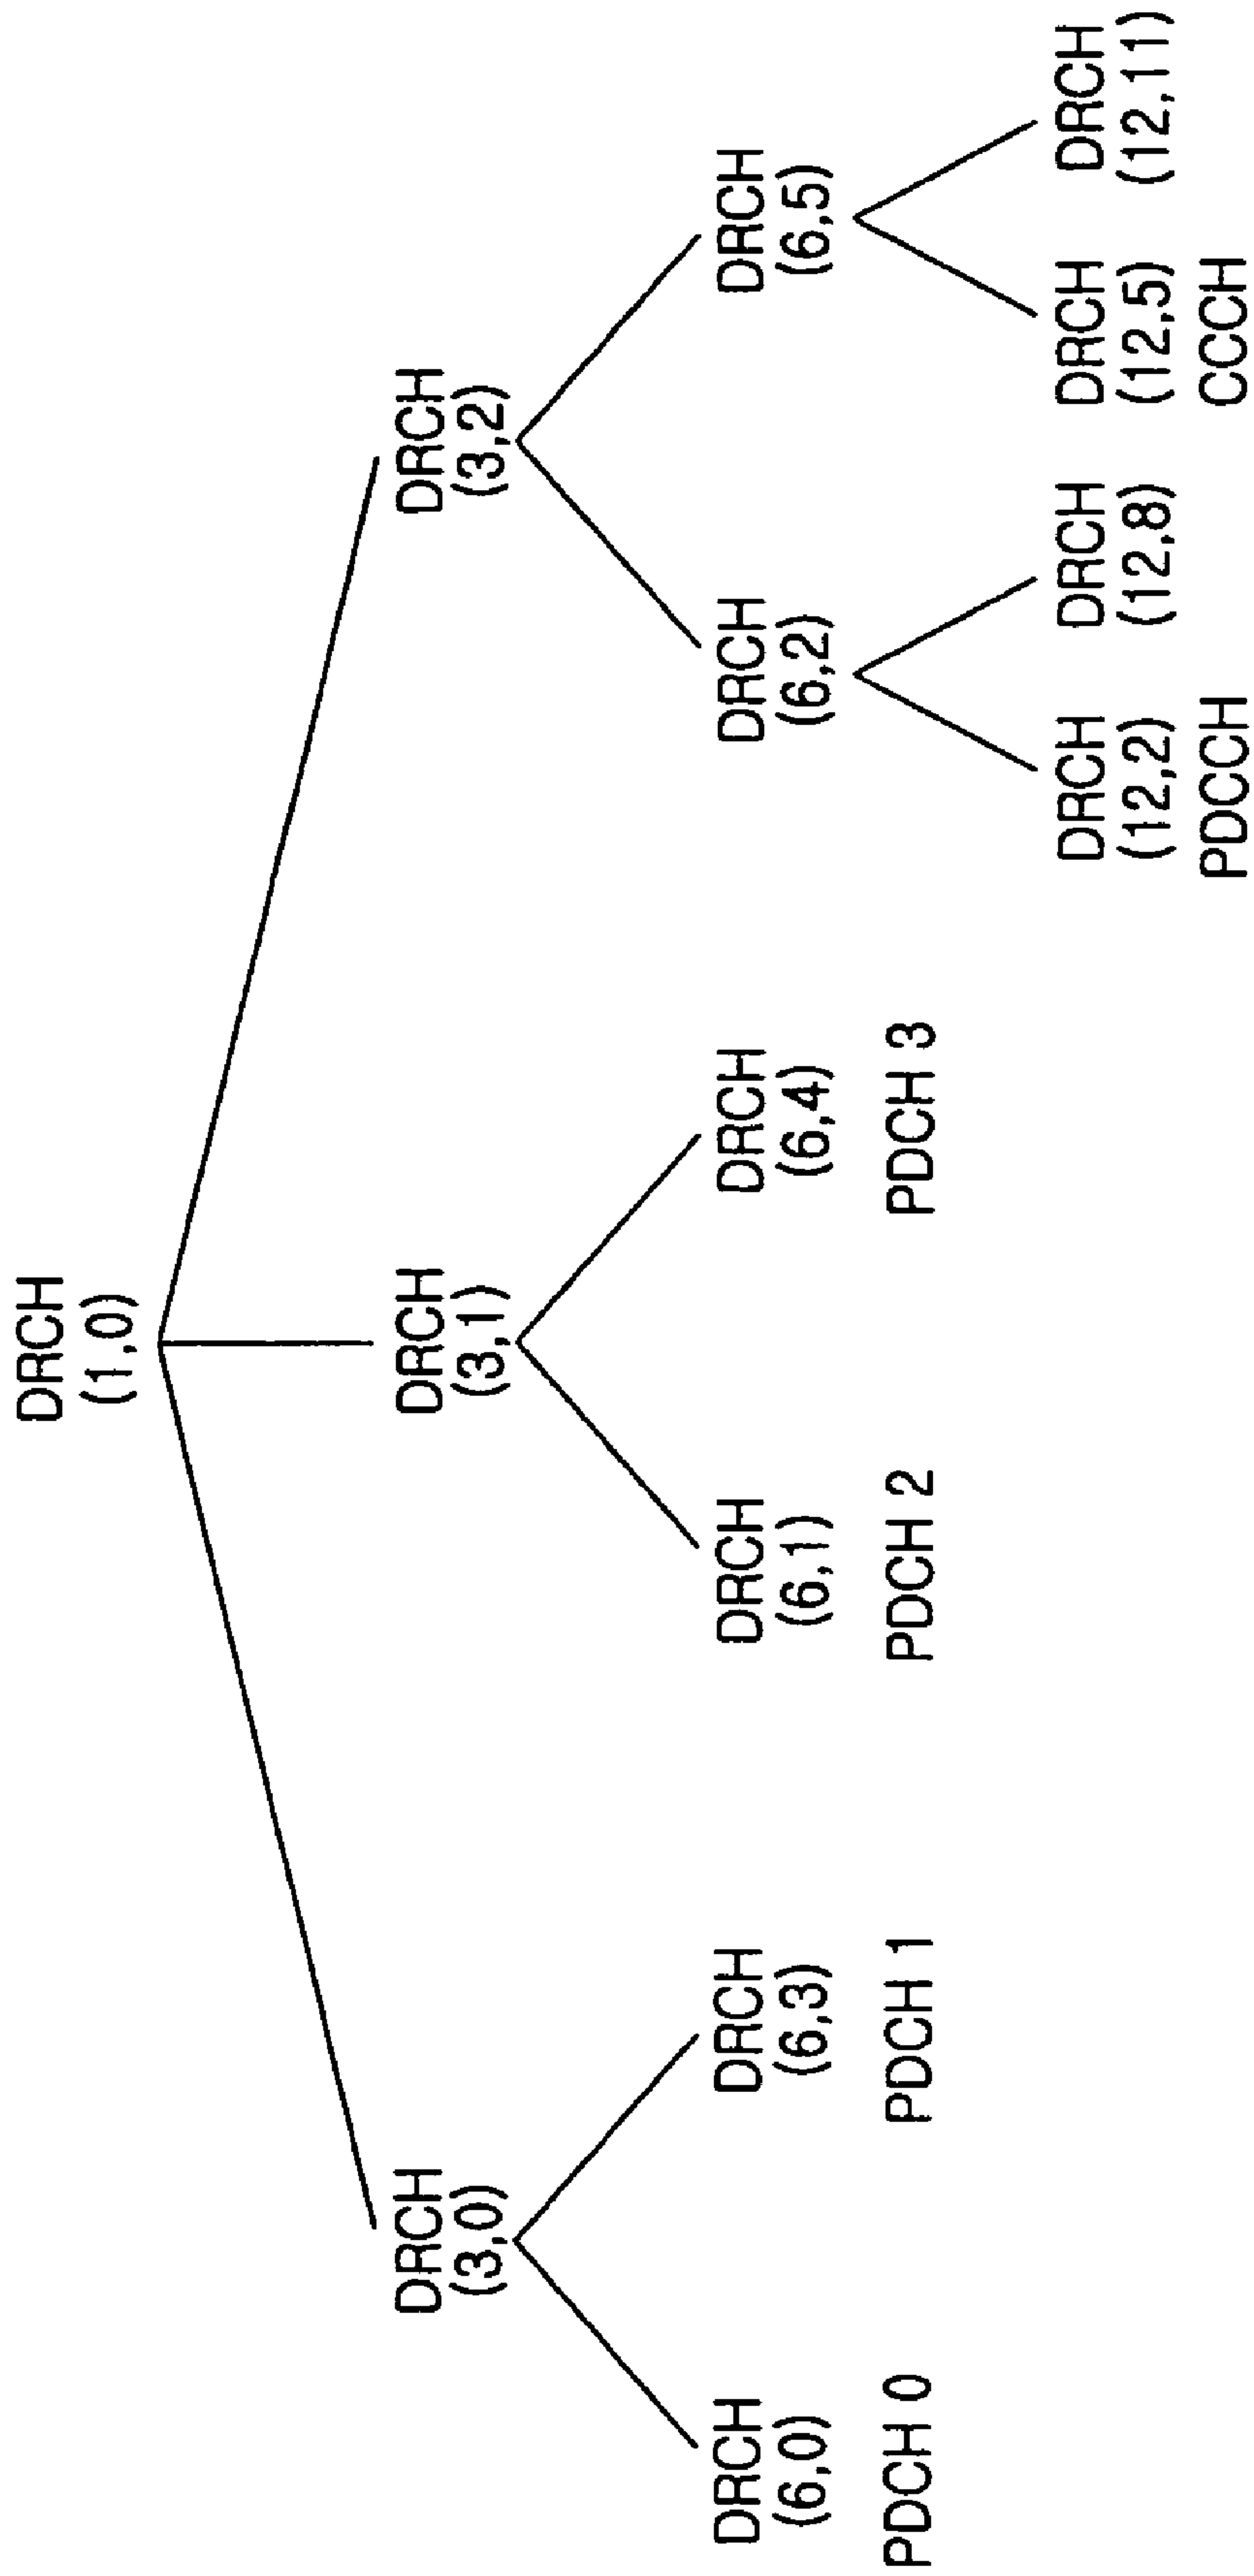 DRCH
(1,0)
DRCH
(3,0)
DRCH
(3,1)
DRCH
(3,2)
DRCH
(6,0)
PDCH 0
DRCH
(6,3)
PDCH 1
DRCH
(6,1)
PDCH 2
DRCH
(6,4)
PDCH 3
DRCH
(6,2)
DRCH
(6,5)
DRCH
(12,2)
PDCCH
DRCH
(12,8)
DRCH
(12,5)
CCCH
DRCH
(12,11)